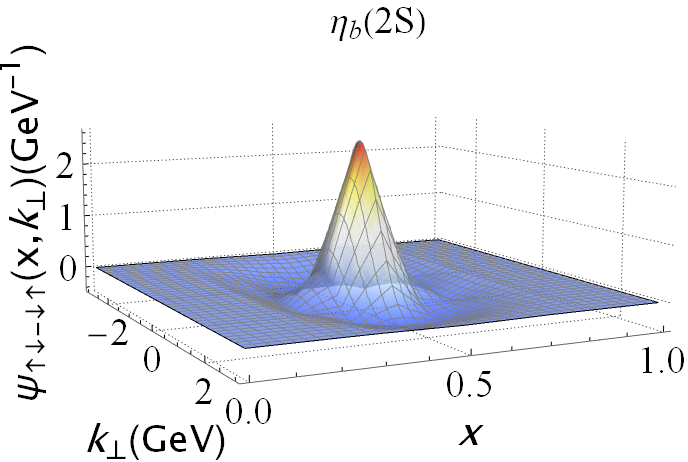 η_b(2S)
ψ_↑↓−↓↑(x,k_⊥)(GeV^−1)
2
1
0
−2
0
2
k_⊥(GeV)
0.0
0.5
1.0
x